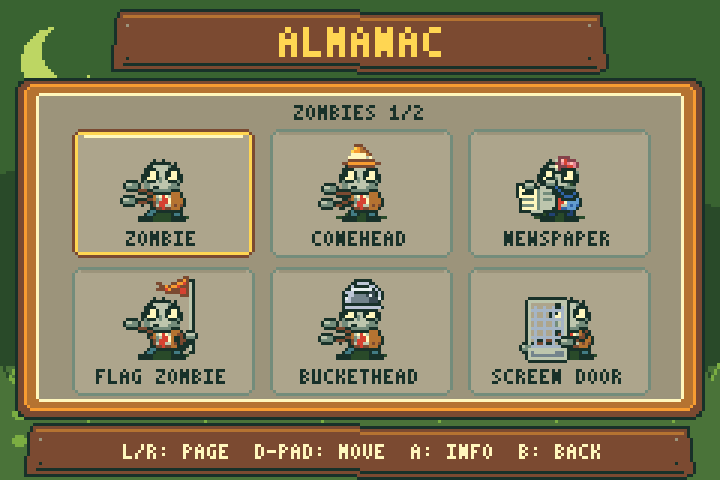 ALMANAC
ZOMBIES 1/2
ZOMBIE
CONEHEAD
NEWSPAPER
FLAG ZOMBIE
BUCKETHEAD
SCREEN DOOR
L/R: PAGE D-PAD: MOVE A: INFO B: BACK